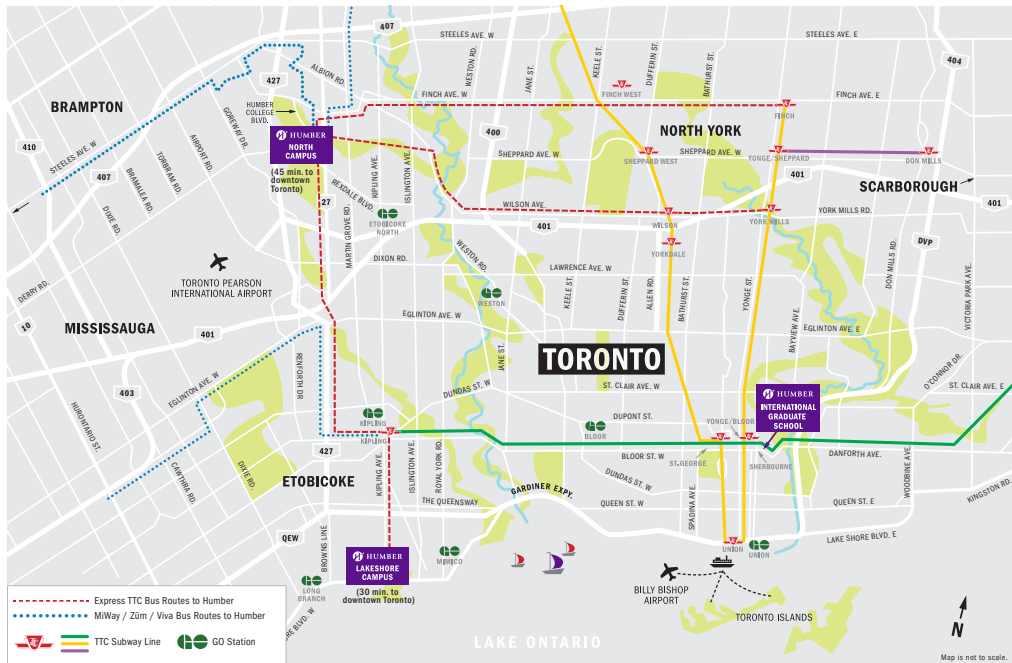 407
STEELES AVE. W
STEELES AVE. E
404
427
ALBION RD.
WESTON RD.
JANE ST.
KEELE ST.
DUFFERIN ST.
BATHURST ST.
FINCH WEST
BRAMPTON
HUMBER
COLLEGE
BLVD.
FINCH AVE. W
FINCH AVE. E
FINCH
GOREWAY DR.
HUMBER
NORTH
CAMPUS
(45 min. to
downtown
Toronto)
400
NORTH YORK
410
STEELES AVE. W
AIRPORT RD.
TORBRAM RD.
BRAMALEA RD.
407
DIXIE RD.
KIPLING AVE.
ISLINGTON AVE.
SHEPPARD AVE. W
SHEPPARD WEST
SHEPPARD AVE. W
YONGE/SHEPPARD
DON MILLS
401
SCARBOROUGH
401
REXDALE BLVD.
27
MARTIN GROVE RD.
ETOBICOKE
NORTH
WILSON AVE.
401
WILSON
YORK MILLS
YORK MILLS RD.
YORKDALE
DVP
DON MILLS RD.
VICTORIA PARK AVE.
DIXON RD.
WESTON RD.
LAWRENCE AVE. W
KEELE ST.
DUFFERIN ST.
ALLEN RD.
BATHURST ST.
YONGE ST.
BAYVIEW AVE.
TORONTO PEARSON
INTERNATIONAL AIRPORT
WESTON
DERRY RD.
10
MISSISSAUGA
401
EGLINTON AVE. W
EGLINTON AVE. E
403
EGLINTON AVE. W
RENFORTH DR.
JANE ST.
TORONTO
HURONTARIO ST.
DUNDAS ST. W
ST. CLAIR AVE. W
O'CONNOR DR.
ST. CLAIR AVE. E
HUMBER
INTERNATIONAL
GRADUATE
SCHOOL
KIPLING
KIPLING
DUPONT ST.
BLOOR
YONGE/BLOOR
427
BLOOR ST. W
ST.GEORGE
SHERBOURNE
DANFORTH AVE.
CAWTHRA RD.
DIXIE RD.
ETOBICOKE
KIPLING AVE.
ISLINGTON AVE.
ROYAL YORK RD.
THE QUEENSWAY
GARDINER EXPY.
DUNDAS ST. W
QUEEN ST. W
SPADINA AVE.
QUEEN ST. E
WOODBINE AVE.
KINGSTON RD.
QEW
BROWNS LINE
HUMBER
LAKESHORE
CAMPUS
(30 min. to
downtown Toronto)
MIMICO
LONG
BRANCH
UNION
UNION
LAKE SHORE BLVD. E
BILLY BISHOP
AIRPORT
TORONTO ISLANDS
RE BLVD. W
LAKE ONTARIO
Express TTC Bus Routes to Humber
MiWay / Züm / Viva Bus Routes to Humber
TTC Subway Line
GO Station
N
Map is not to scale.